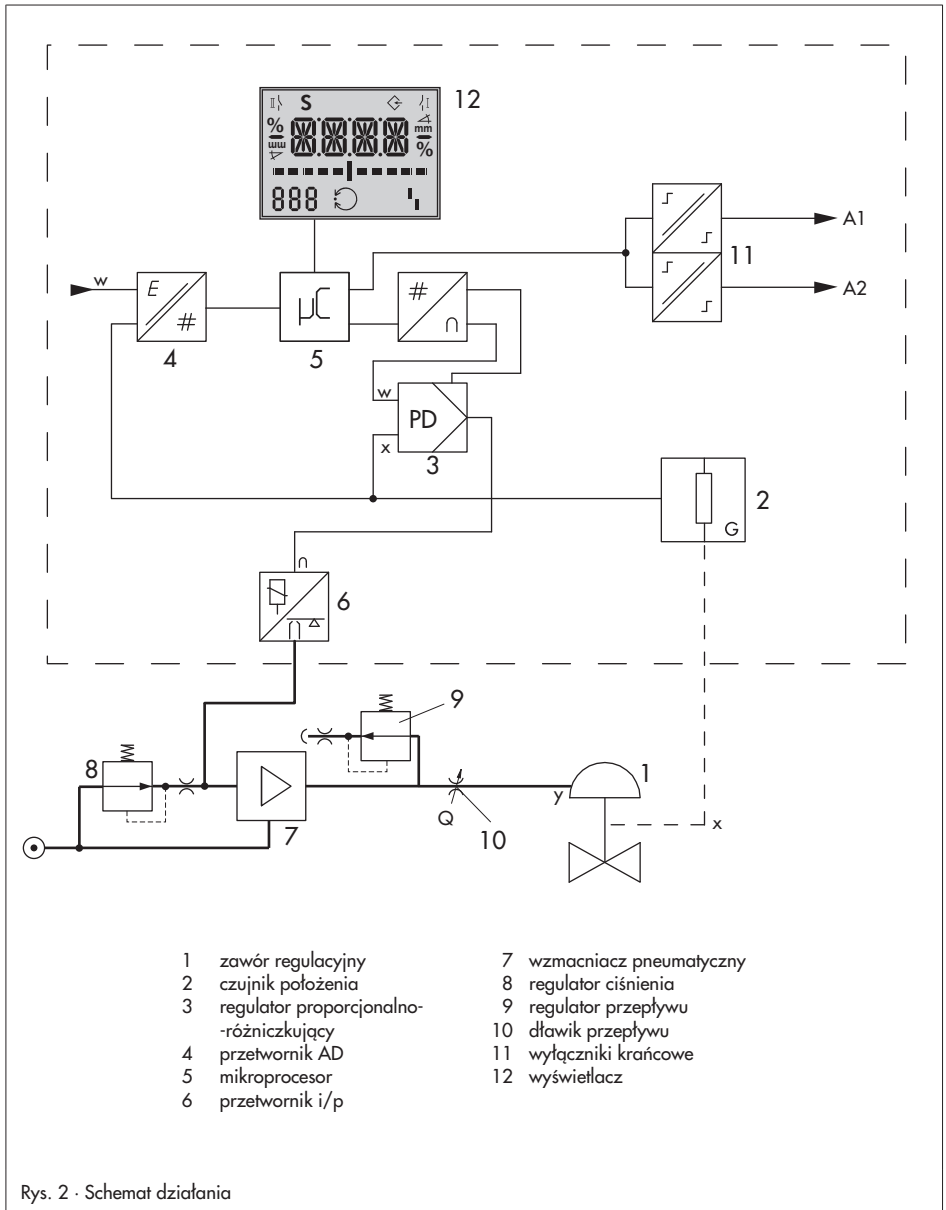 12
S
% mm
mm %
888
w
E
#
4
µC
5
#
∩
w
PD
x
3
A1
11
A2
2
G
∩
6
9
8
7
Q
10
y
1
x
1 zawór regulacyjny
2 czujnik położenia
3 regulator proporcjonalno-
-różniczkujący
4 przetwornik AD
5 mikroprocesor
6 przetwornik i/p
7 wzmacniacz pneumatyczny
8 regulator ciśnienia
9 regulator przepływu
10 dławik przepływu
11 wyłączniki krańcowe
12 wyświetlacz
Rys. 2 · Schemat działania